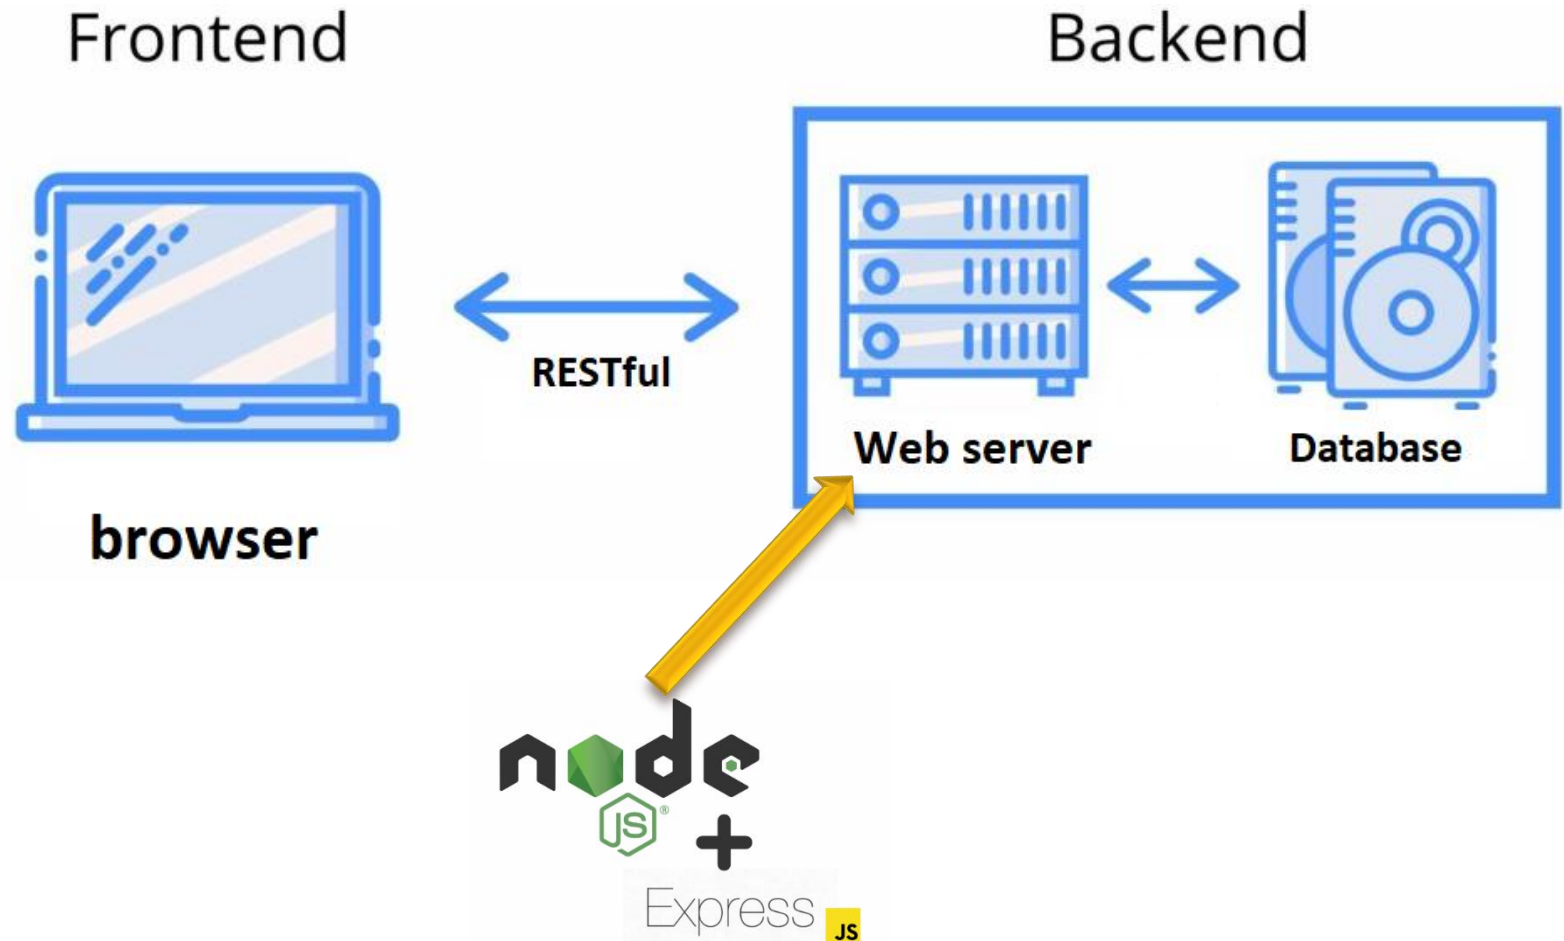 Frontend
Backend
RESTful
Web server
Database
browser
node
JS ®
+
Express
JS